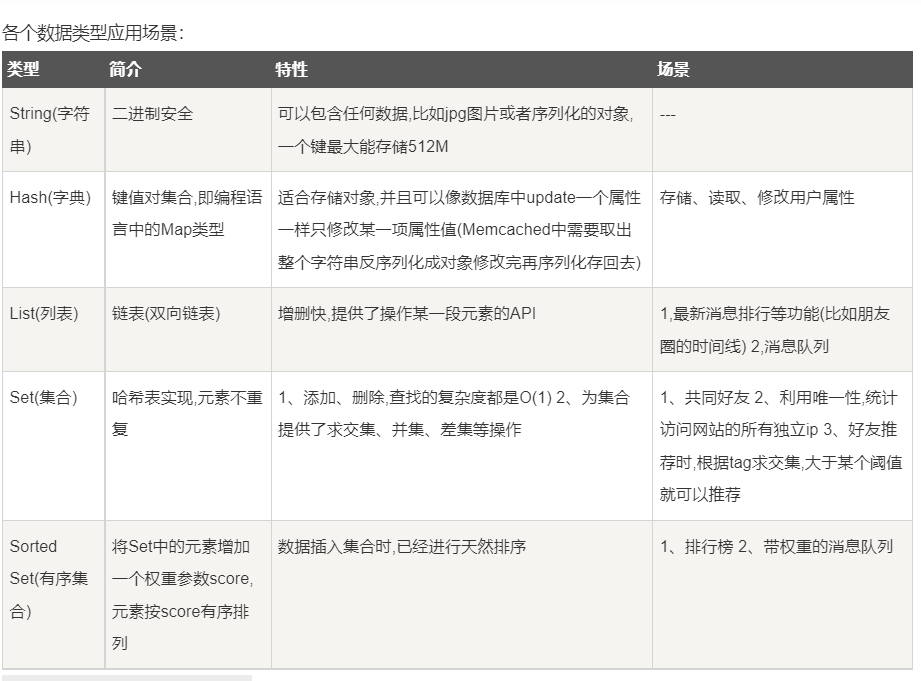 各个数据类型应用场景：
类型 简介 特性 场景
String(字符 二进制安全 可以包含任何数据,比如jpg图片或者序列化的对象, ---
串) 一个键最大能存储512M
Hash(字典) 键值对集合,即编程语 适合存储对象,并且可以像数据库中update一个属性 存储、读取、修改用户属性
言中的Map类型 一样只修改某一项属性值(Memcached中需要取出
整个字符串反序列化成对象修改完再序列化存回去)
List(列表) 链表(双向链表) 增删快,提供了操作某一段元素的API 1,最新消息排行等功能(比如朋友
圈的时间线) 2,消息队列
Set(集合) 哈希表实现,元素不重 1、添加、删除,查找的复杂度都是O(1) 2、为集合 1、共同好友 2、利用唯一性,统计
复 提供了求交集、并集、差集等操作 访问网站的所有独立ip 3、好友推
荐时,根据tag求交集,大于某个阈值
就可以推荐
Sorted 将Set中的元素增加 数据插入集合时,已经进行天然排序 1、排行榜 2、带权重的消息队列
Set(有序集 一个权重参数score,
合) 元素按score有序排
列